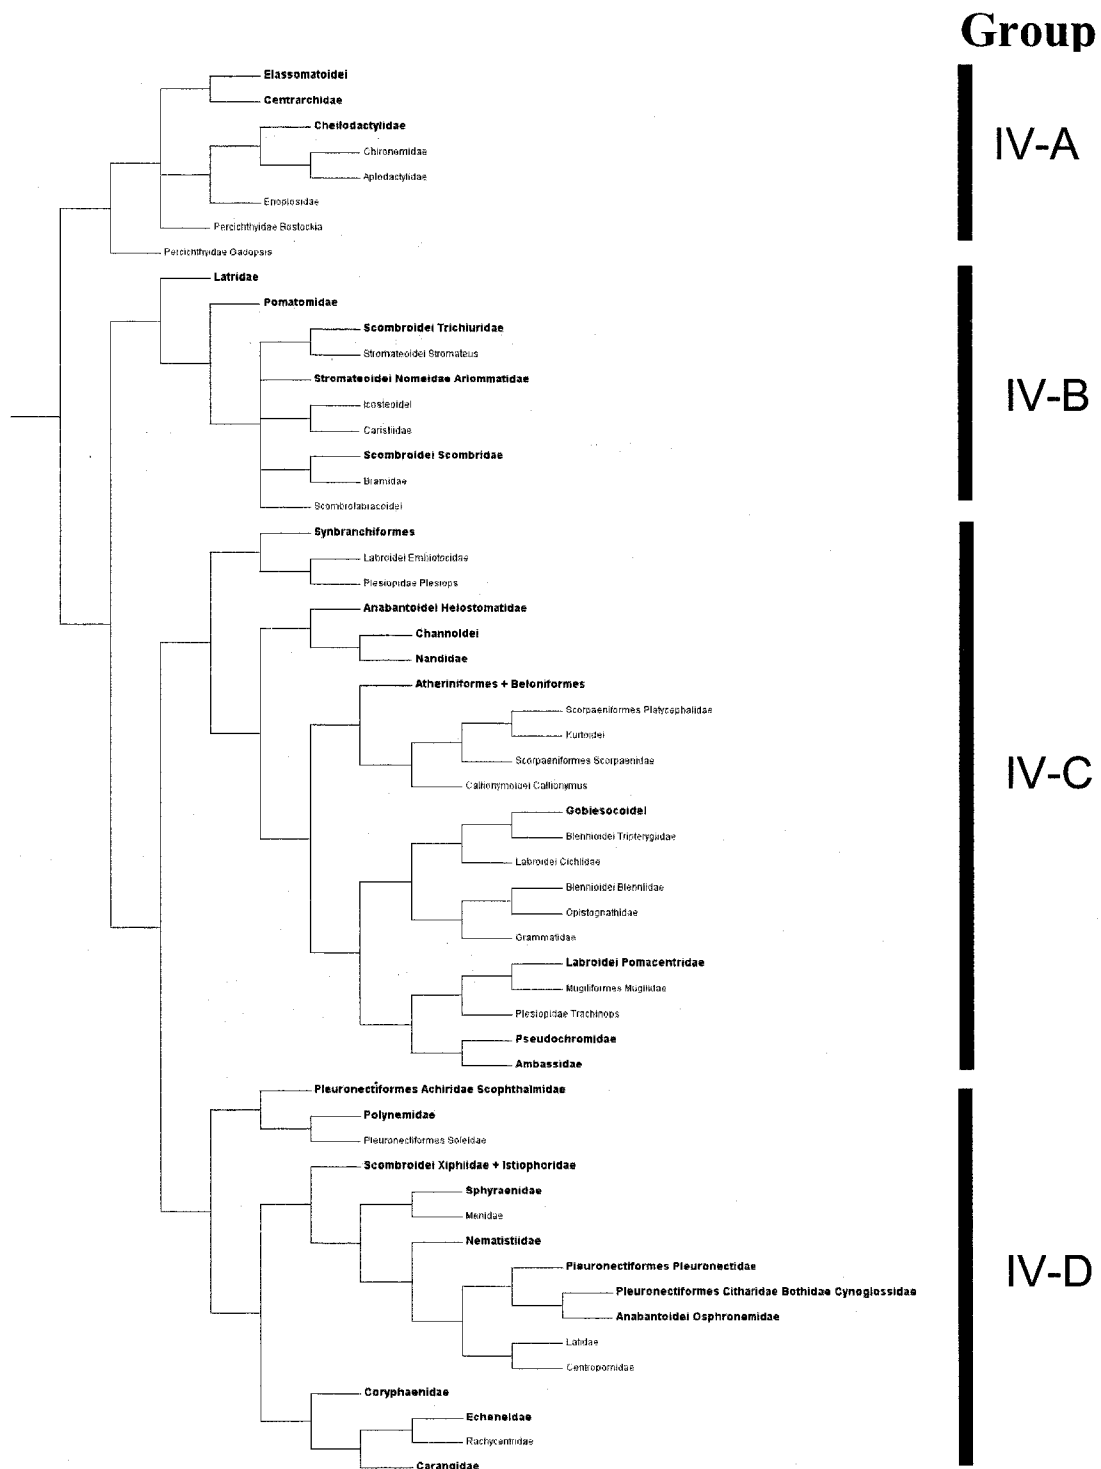 Group
Elassomatoidei
Centrarchidae
Cheilodactylidae
Chironemidae
Aplodactylidae
Enoplosidae
Percichthyidae Bostockia
Percichthyidae Gadopsis
IV-A
Latridae
Pomatomidae
Scombroidei Trichiuridae
Stromateoidei Stromateus
Stromateoidei Nomeidae Ariommatidae
Icosteoidei
Caristiidae
Scombroidei Scombridae
Bramidae
Scombrolabracoidei
IV-B
Synbranchiformes
Labroidei Embiotocidae
Plesiopidae Plesiops
Anabantoidei Helostomatidae
Channoidei
Nandidae
Atheriniformes + Beloniformes
Scorpaeniformes Platycephalidae
Kurtoidei
Scorpaeniformes Scorpaenidae
Callionymoidei Callionymus
Gobiesocoidei
Blennioidei Tripterygiidae
Labroidei Cichlidae
Blennioidei Blenniidae
Opistognathidae
Grammatidae
Labroidei Pomacentridae
Mugiliformes Mugilidae
Plesiopidae Trachinops
Pseudochromidae
Ambassidae
IV-C
Pleuronectiformes Achiridae Scophthalmidae
Polynemidae
Pleuronectiformes Soleidae
Scombroidei Xiphiidae + Istiophoridae
Sphyraenidae
Menidae
Nematistiidae
Pleuronectiformes Pleuronectidae
Pleuronectiformes Citharidae Bothidae Cynoglossidae
Anabantoidei Osphronemidae
Latidae
Centropomidae
Coryphaenidae
Echeneidae
Rachycentridae
Carangidae
IV-D